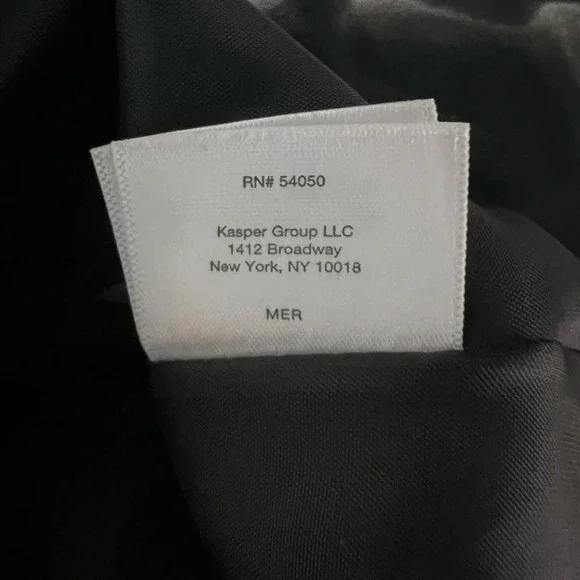 RN# 54050
Kasper Group LLC
1412 Broadway
New York, NY 10018
MER